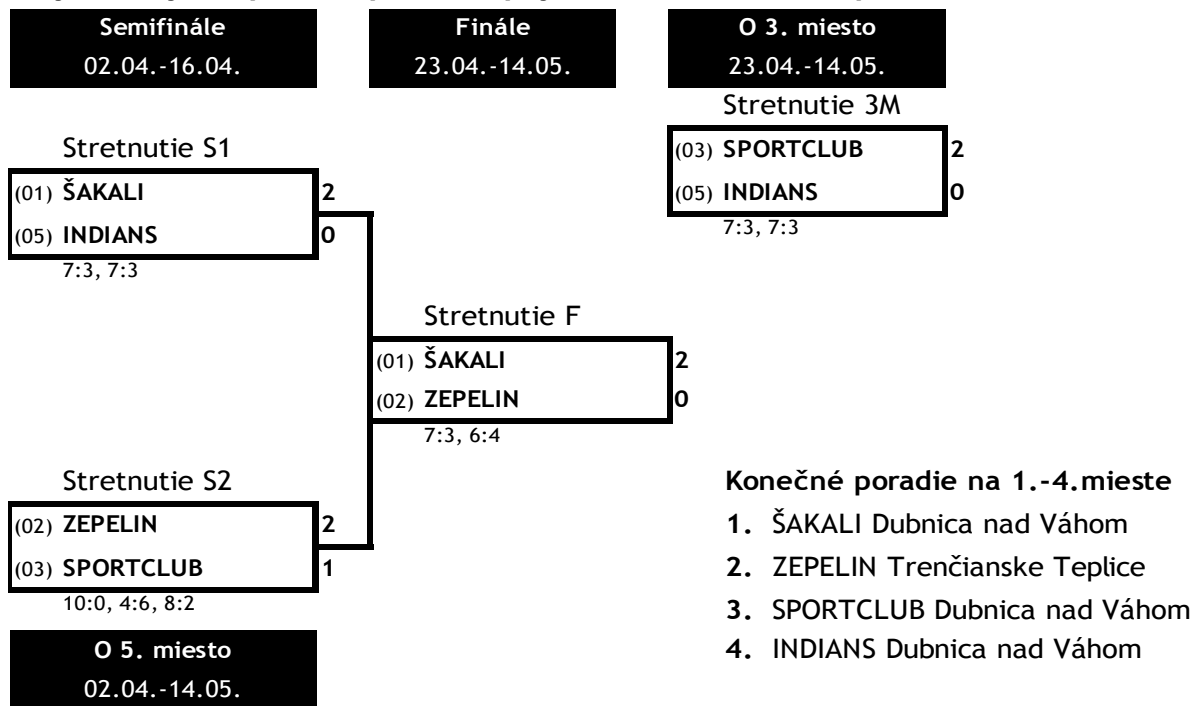 Semifinále
02.04.-16.04.
Finále
23.04.-14.05.
O 3. miesto
23.04.-14.05.
Stretnutie 3M
(03) SPORTCLUB 2
(05) INDIANS 0
7:3, 7:3
Stretnutie S1
(01) ŠAKALI 2
(05) INDIANS 0
7:3, 7:3
Stretnutie F
(01) ŠAKALI 2
(02) ZEPELIN 0
7:3, 6:4
Stretnutie S2
(02) ZEPELIN 2
(03) SPORTCLUB 1
10:0, 4:6, 8:2
Konečné poradie na 1.-4.mieste
1. ŠAKALI Dubnica nad Váhom
2. ZEPELIN Trenčianske Teplice
3. SPORTCLUB Dubnica nad Váhom
4. INDIANS Dubnica nad Váhom
O 5. miesto
02.04.-14.05.